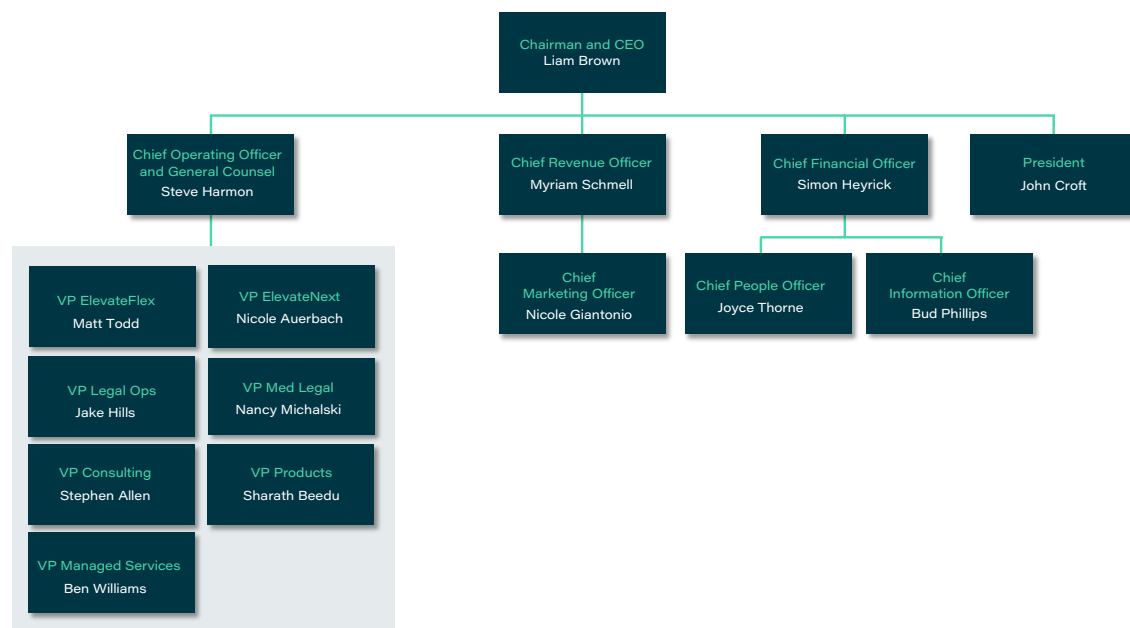 Chairman and CEO
Liam Brown
Chief Operating Officer
and General Counsel
Steve Harmon
Chief Revenue Officer
Myriam Schmell
Chief Financial Officer
Simon Heyrick
President
John Croft
VP ElevateFlex
Matt Todd
VP ElevateNext
Nicole Auerbach
VP Legal Ops
Jake Hills
VP Med Legal
Nancy Michalski
VP Consulting
Stephen Allen
VP Products
Sharath Beedu
VP Managed Services
Ben Williams
Chief
Marketing Officer
Nicole Giantonio
Chief People Officer
Joyce Thorne
Chief
Information Officer
Bud Phillips